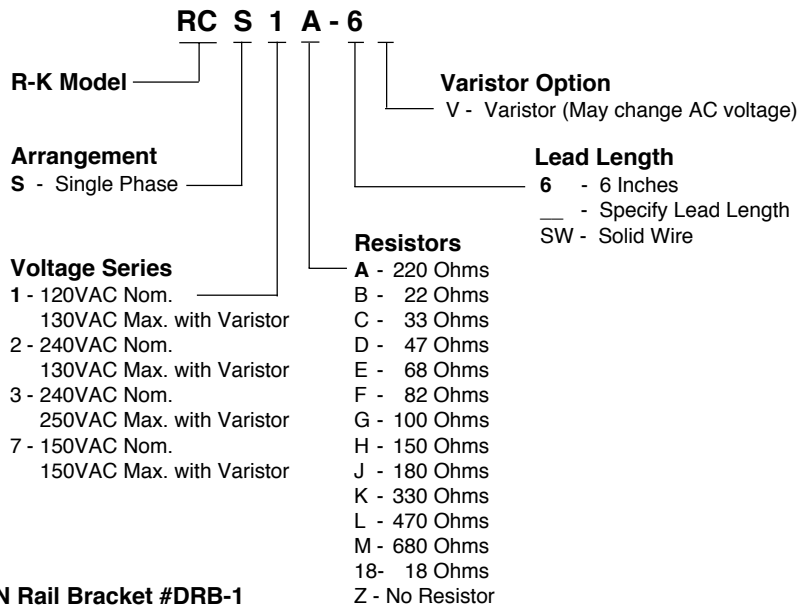 RC S 1 A - 6
R-K Model
Varistor Option
V - Varistor (May change AC voltage)
Arrangement
S - Single Phase
Lead Length
6 - 6 Inches
__ - Specify Lead Length
SW - Solid Wire
Voltage Series
1 - 120VAC Nom.
130VAC Max. with Varistor
2 - 240VAC Nom.
130VAC Max. with Varistor
3 - 240VAC Nom.
250VAC Max. with Varistor
7 - 150VAC Nom.
150VAC Max. with Varistor
Resistors
A - 220 Ohms
B - 22 Ohms
C - 33 Ohms
D - 47 Ohms
E - 68 Ohms
F - 82 Ohms
G - 100 Ohms
H - 150 Ohms
J - 180 Ohms
K - 330 Ohms
L - 470 Ohms
M - 680 Ohms
18- 18 Ohms
Z - No Resistor
N Rail Bracket #DRB-1